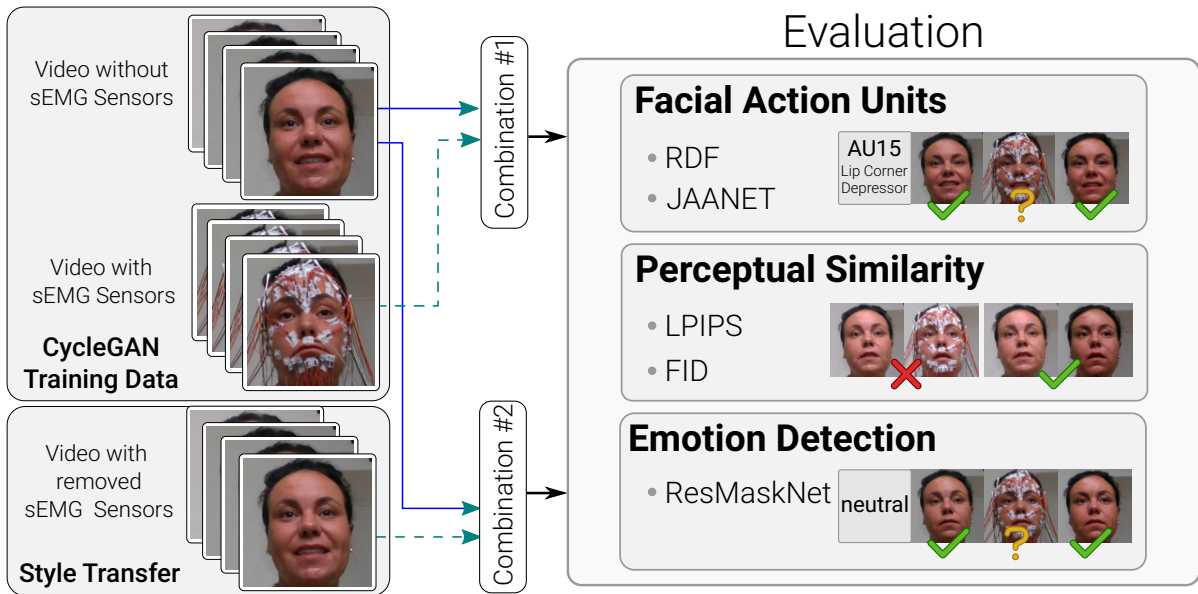 Video without
sEMG Sensors
Video with
sEMG Sensors
CycleGAN
Training Data
Video with
removed
sEMG Sensors
Style Transfer
Combination #1
Combination #2
Evaluation
Facial Action Units
• RDF
• JAANET
AU15
Lip Corner
Depressor
?
Perceptual Similarity
• LPIPS
• FID
Emotion Detection
• ResMaskNet
neutral
?